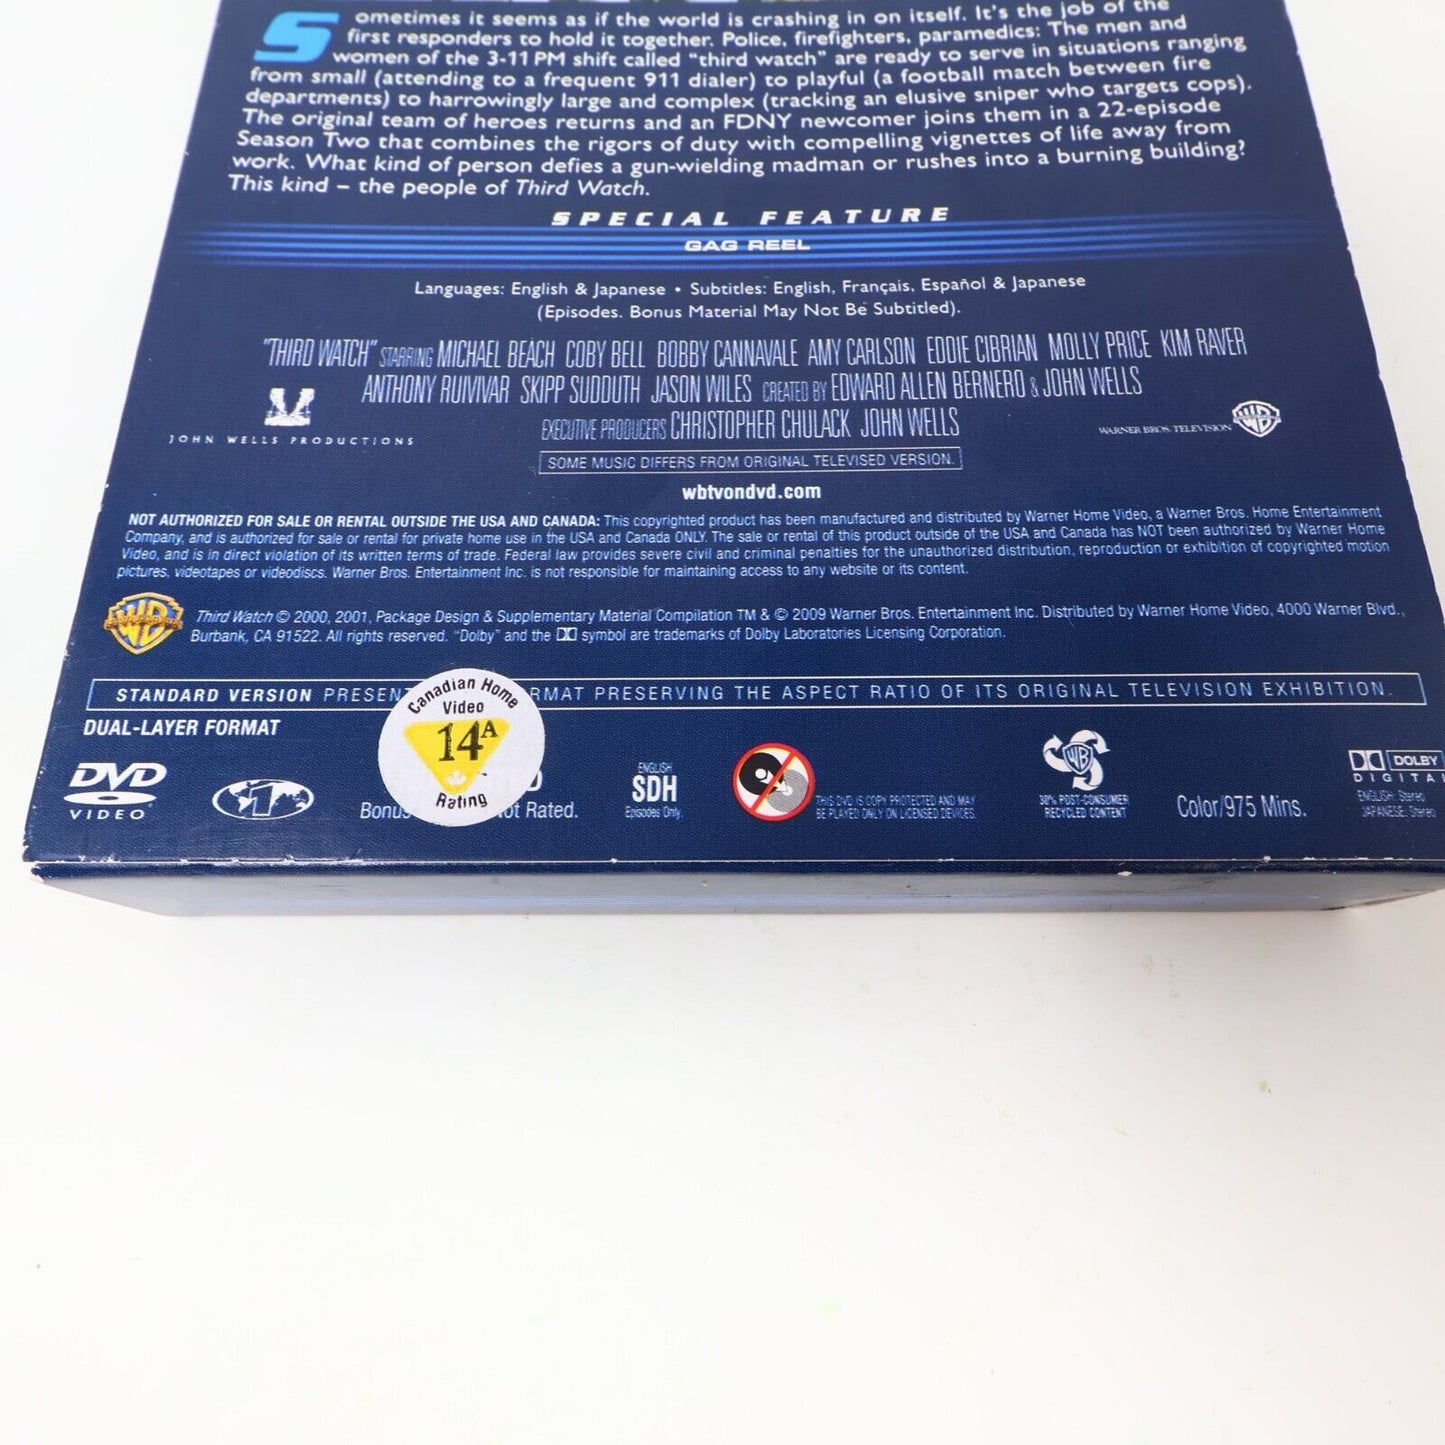 Sometimes it seems as if the world is crashing in on itself. It's the job of the
first responders to hold it together. Police, firefighters, paramedics: The men and
women of the 3-11 PM shift called "third watch" are ready to serve in situations ranging
from small (attending to a frequent 911 dialer) to playful (a football match between fire
departments) to harrowingly large and complex (tracking an elusive sniper who targets cops).
The original team of heroes returns and an FDNY newcomer joins them in a 22-episode
Season Two that combines the rigors of duty with compelling vignettes of life away from
work. What kind of person defies a gun-wielding madman or rushes into a burning building?
This kind – the people of Third Watch.
SPECIAL FEATURE
GAG REEL
Languages: English & Japanese • Subtitles: English, Français, Español & Japanese
(Episodes. Bonus Material May Not Be Subtitled).
"THIRD WATCH" STARRING MICHAEL BEACH COBY BELL BOBBY CANNAVALE AMY CARLSON EDDIE CIBRIAN MOLLY PRICE KIM RAVER
ANTHONY RUIVIVAR SKIPP SUDDUTH JASON WILES CREATED BY EDWARD ALLEN BERNERO & JOHN WELLS
EXECUTIVE PRODUCERS CHRISTOPHER CHULACK JOHN WELLS
JOHN WELLS PRODUCTIONS
WARNER BROS. TELEVISION
WB
SOME MUSIC DIFFERS FROM ORIGINAL TELEVISED VERSION.
wbtvondvd.com
NOT AUTHORIZED FOR SALE OR RENTAL OUTSIDE THE USA AND CANADA: This copyrighted product has been manufactured and distributed by Warner Home Video, a Warner Bros. Home Entertainment
Company, and is authorized for sale or rental for private home use in the USA and Canada ONLY. The sale or rental of this product outside of the USA and Canada has NOT been authorized by Warner Home
Video, and is in direct violation of its written terms of trade. Federal law provides severe civil and criminal penalties for the unauthorized distribution, reproduction or exhibition of copyrighted motion
pictures, videotapes or videodiscs. Warner Bros. Entertainment Inc. is not responsible for maintaining access to any website or its content.
WB
Third Watch © 2000, 2001, Package Design & Supplementary Material Compilation TM & © 2009 Warner Bros. Entertainment Inc. Distributed by Warner Home Video, 4000 Warner Blvd.,
Burbank, CA 91522. All rights reserved. "Dolby" and the symbol are trademarks of Dolby Laboratories Licensing Corporation.
STANDARD VERSION PRESEN RMAT PRESERVING THE ASPECT RATIO OF ITS ORIGINAL TELEVISION EXHIBITION.
DUAL-LAYER FORMAT
Canadian Home
Video
14A
Rating
DVD
VIDEO
1
Bonus ot Rated.
ENGLISH
SDH
Episodes Only.
THIS DVD IS COPY PROTECTED AND MAY
BE PLAYED ONLY ON LICENSED DEVICES.
WB
30% POST-CONSUMER
RECYCLED CONTENT
Color/975 Mins.
DOLBY
DIGITAL
ENGLISH: Stereo
JAPANESE: Stereo